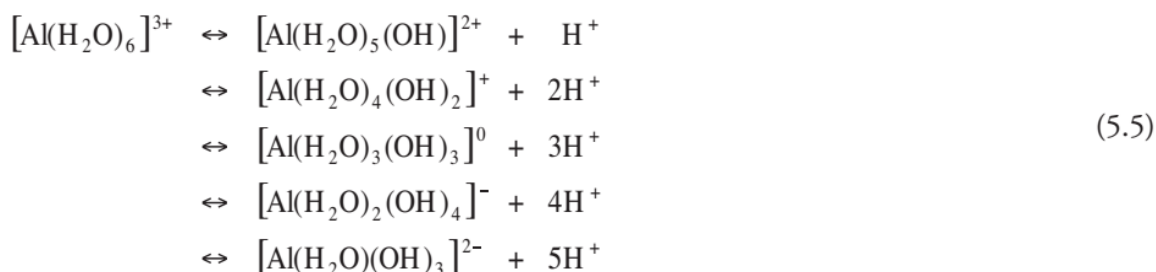 [Al(H₂O)₆]³⁺ ↔ [Al(H₂O)₅(OH)]²⁺ + H⁺
↔ [Al(H₂O)₄(OH)₂]⁺ + 2H⁺
↔ [Al(H₂O)₃(OH)₃]⁰ + 3H⁺ (5.5)
↔ [Al(H₂O)₂(OH)₄]⁻ + 4H⁺
↔ [Al(H₂O)(OH)₃]²⁻ + 5H⁺